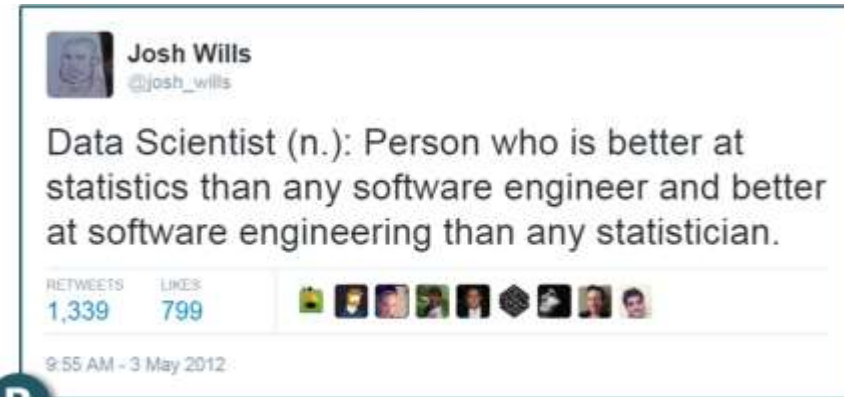 Josh Wills
@josh_wills
Data Scientist (n.): Person who is better at
statistics than any software engineer and better
at software engineering than any statistician.
RETWEETS LIKES
1,339 799
9:55 AM - 3 May 2012